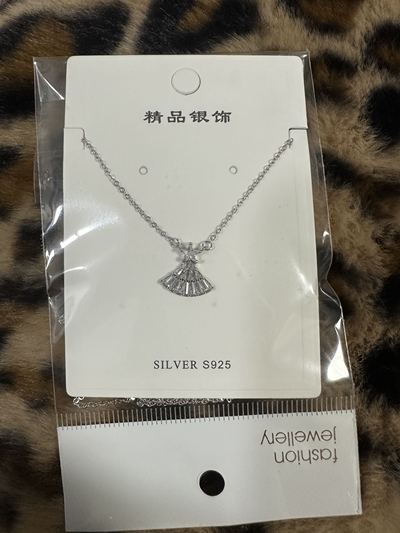 精品银饰
SILVER S925
fashion
jewellery